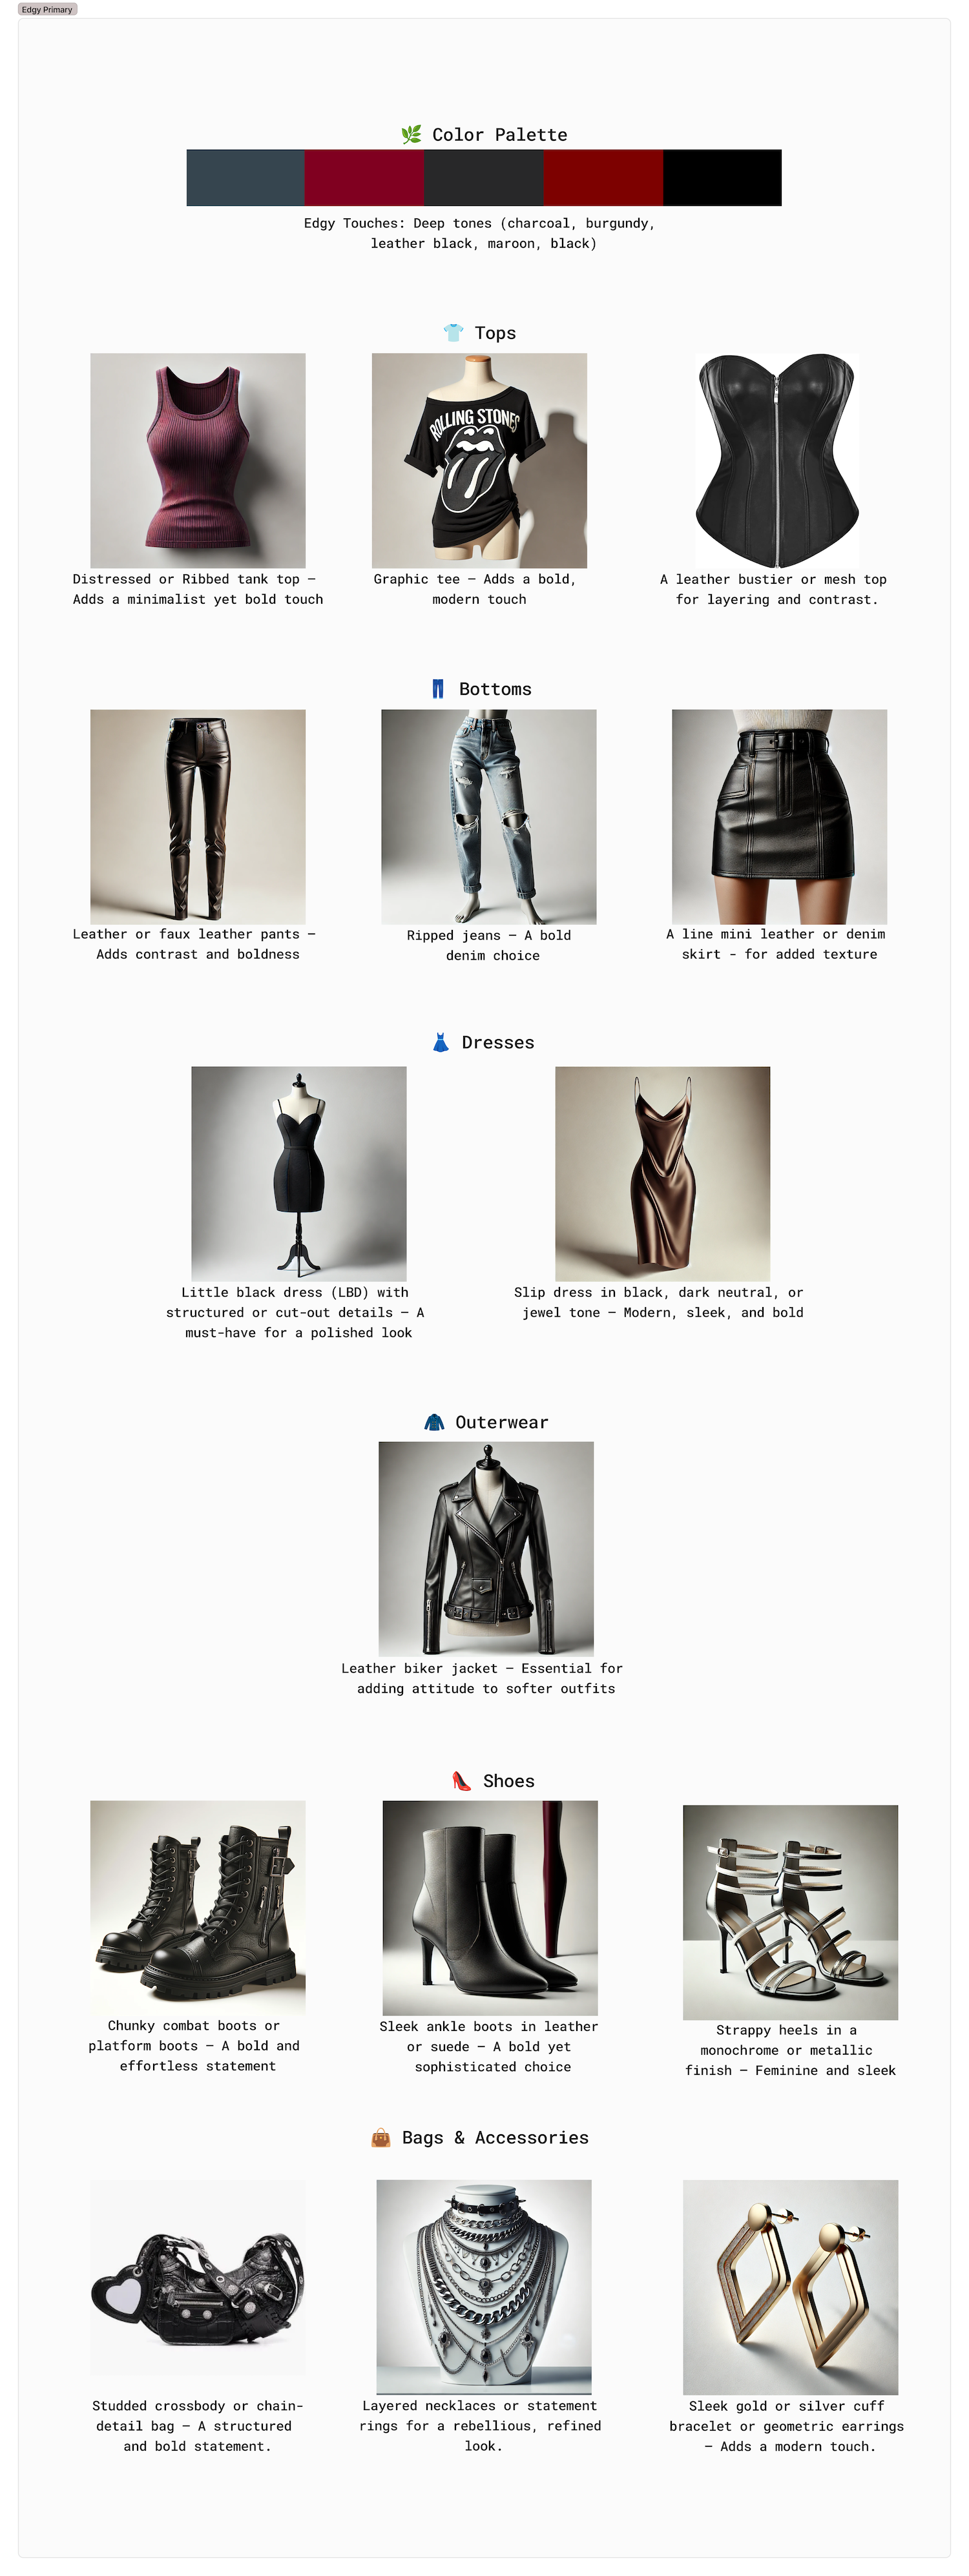 Edgy Primary
🌿 Color Palette
Edgy Touches: Deep tones (charcoal, burgundy,
leather black, maroon, black)
👕 Tops
ROLLING STONES
Distressed or Ribbed tank top –
Adds a minimalist yet bold touch
Graphic tee – Adds a bold,
modern touch
A leather bustier or mesh top
for layering and contrast.
👖 Bottoms
Leather or faux leather pants –
Adds contrast and boldness
Ripped jeans – A bold
denim choice
A line mini leather or denim
skirt - for added texture
👗 Dresses
Little black dress (LBD) with
structured or cut-out details – A
must-have for a polished look
Slip dress in black, dark neutral, or
jewel tone – Modern, sleek, and bold
🧥 Outerwear
Leather biker jacket – Essential for
adding attitude to softer outfits
👠 Shoes
Chunky combat boots or
platform boots – A bold and
effortless statement
Sleek ankle boots in leather
or suede – A bold yet
sophisticated choice
Strappy heels in a
monochrome or metallic
finish – Feminine and sleek
👜 Bags & Accessories
Studded crossbody or chain-
detail bag – A structured
and bold statement.
Layered necklaces or statement
rings for a rebellious, refined
look.
Sleek gold or silver cuff
bracelet or geometric earrings
– Adds a modern touch.